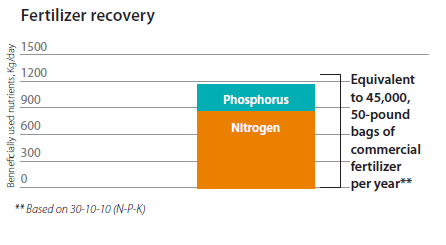 Fertilizer recovery
Benneficially used nutrients, Kg/day
1500
1200
900
600
300
0
Phosphorus
Nitrogen
Equivalent
to 45,000,
50-pound
bags of
commercial
fertilizer
per year**
** Based on 30-10-10 (N-P-K)